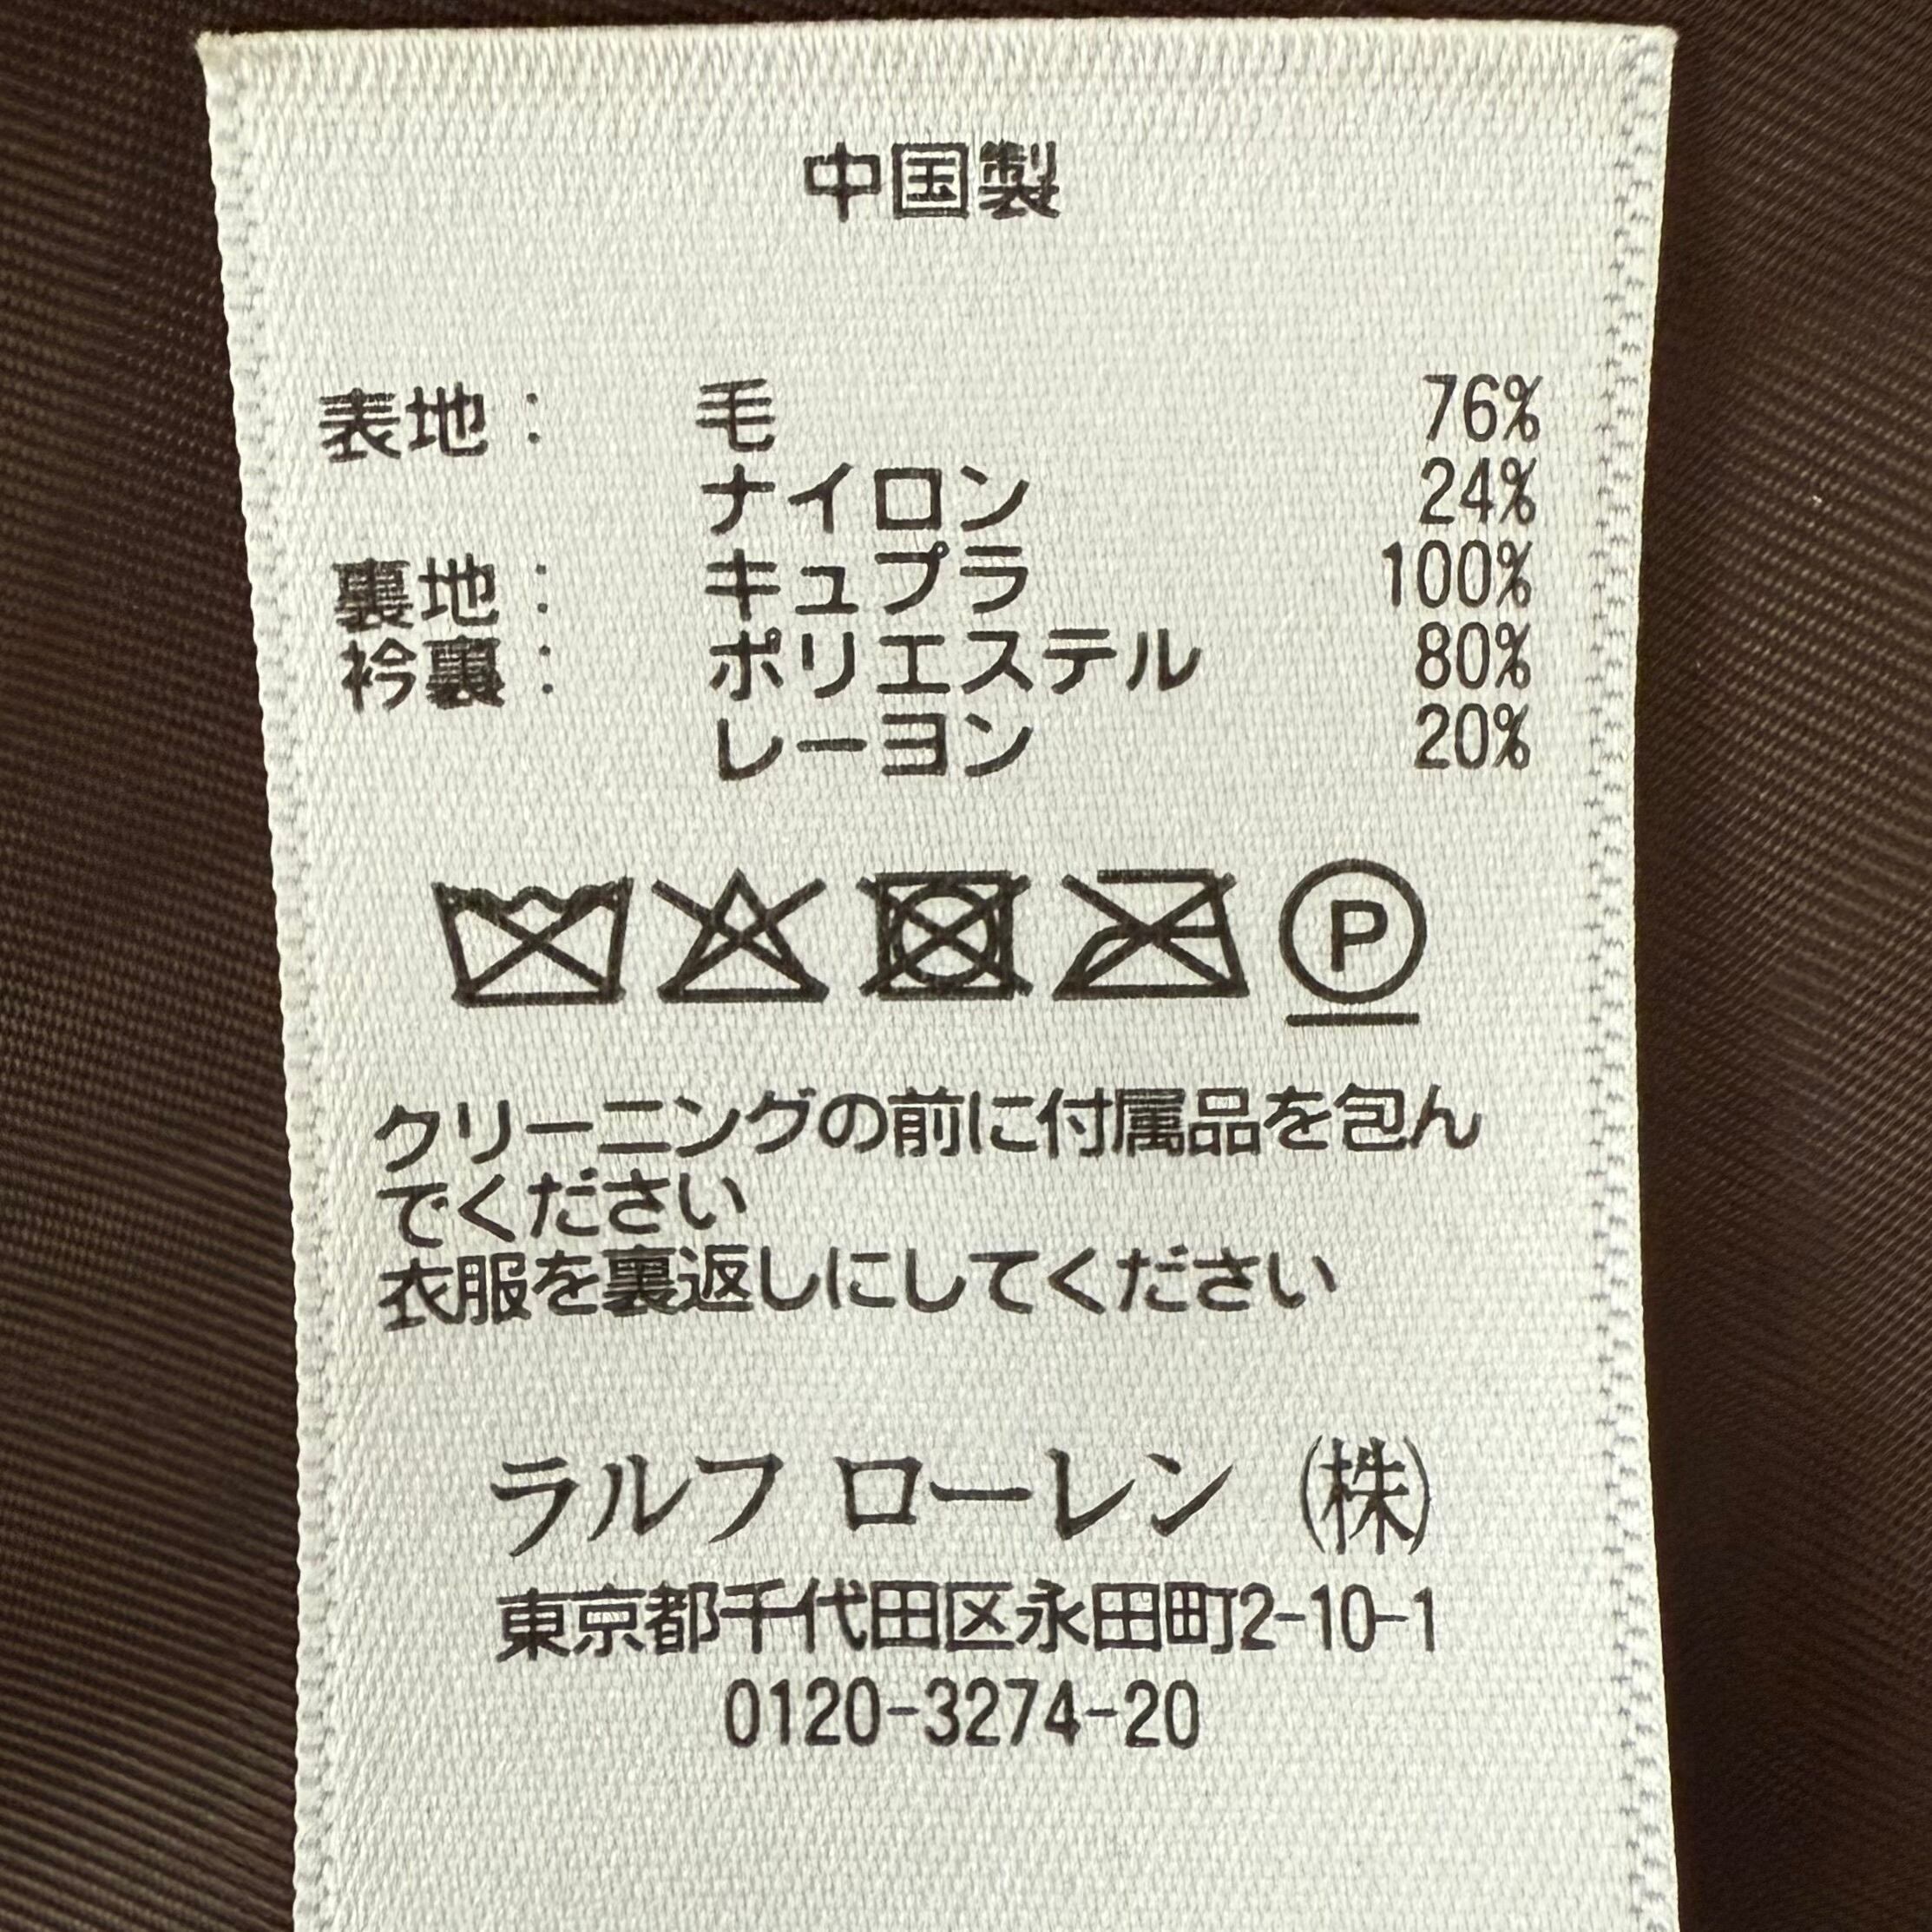 中国製
表地： 毛 76%
ナイロン 24%
裏地： キュプラ 100%
衿裏： ポリエステル 80%
レーヨン 20%
P
クリーニングの前に付属品を包ん
でください
衣服を裏返しにしてください
ラルフ ローレン (株)
東京都千代田区永田町2-10-1
0120-3274-20